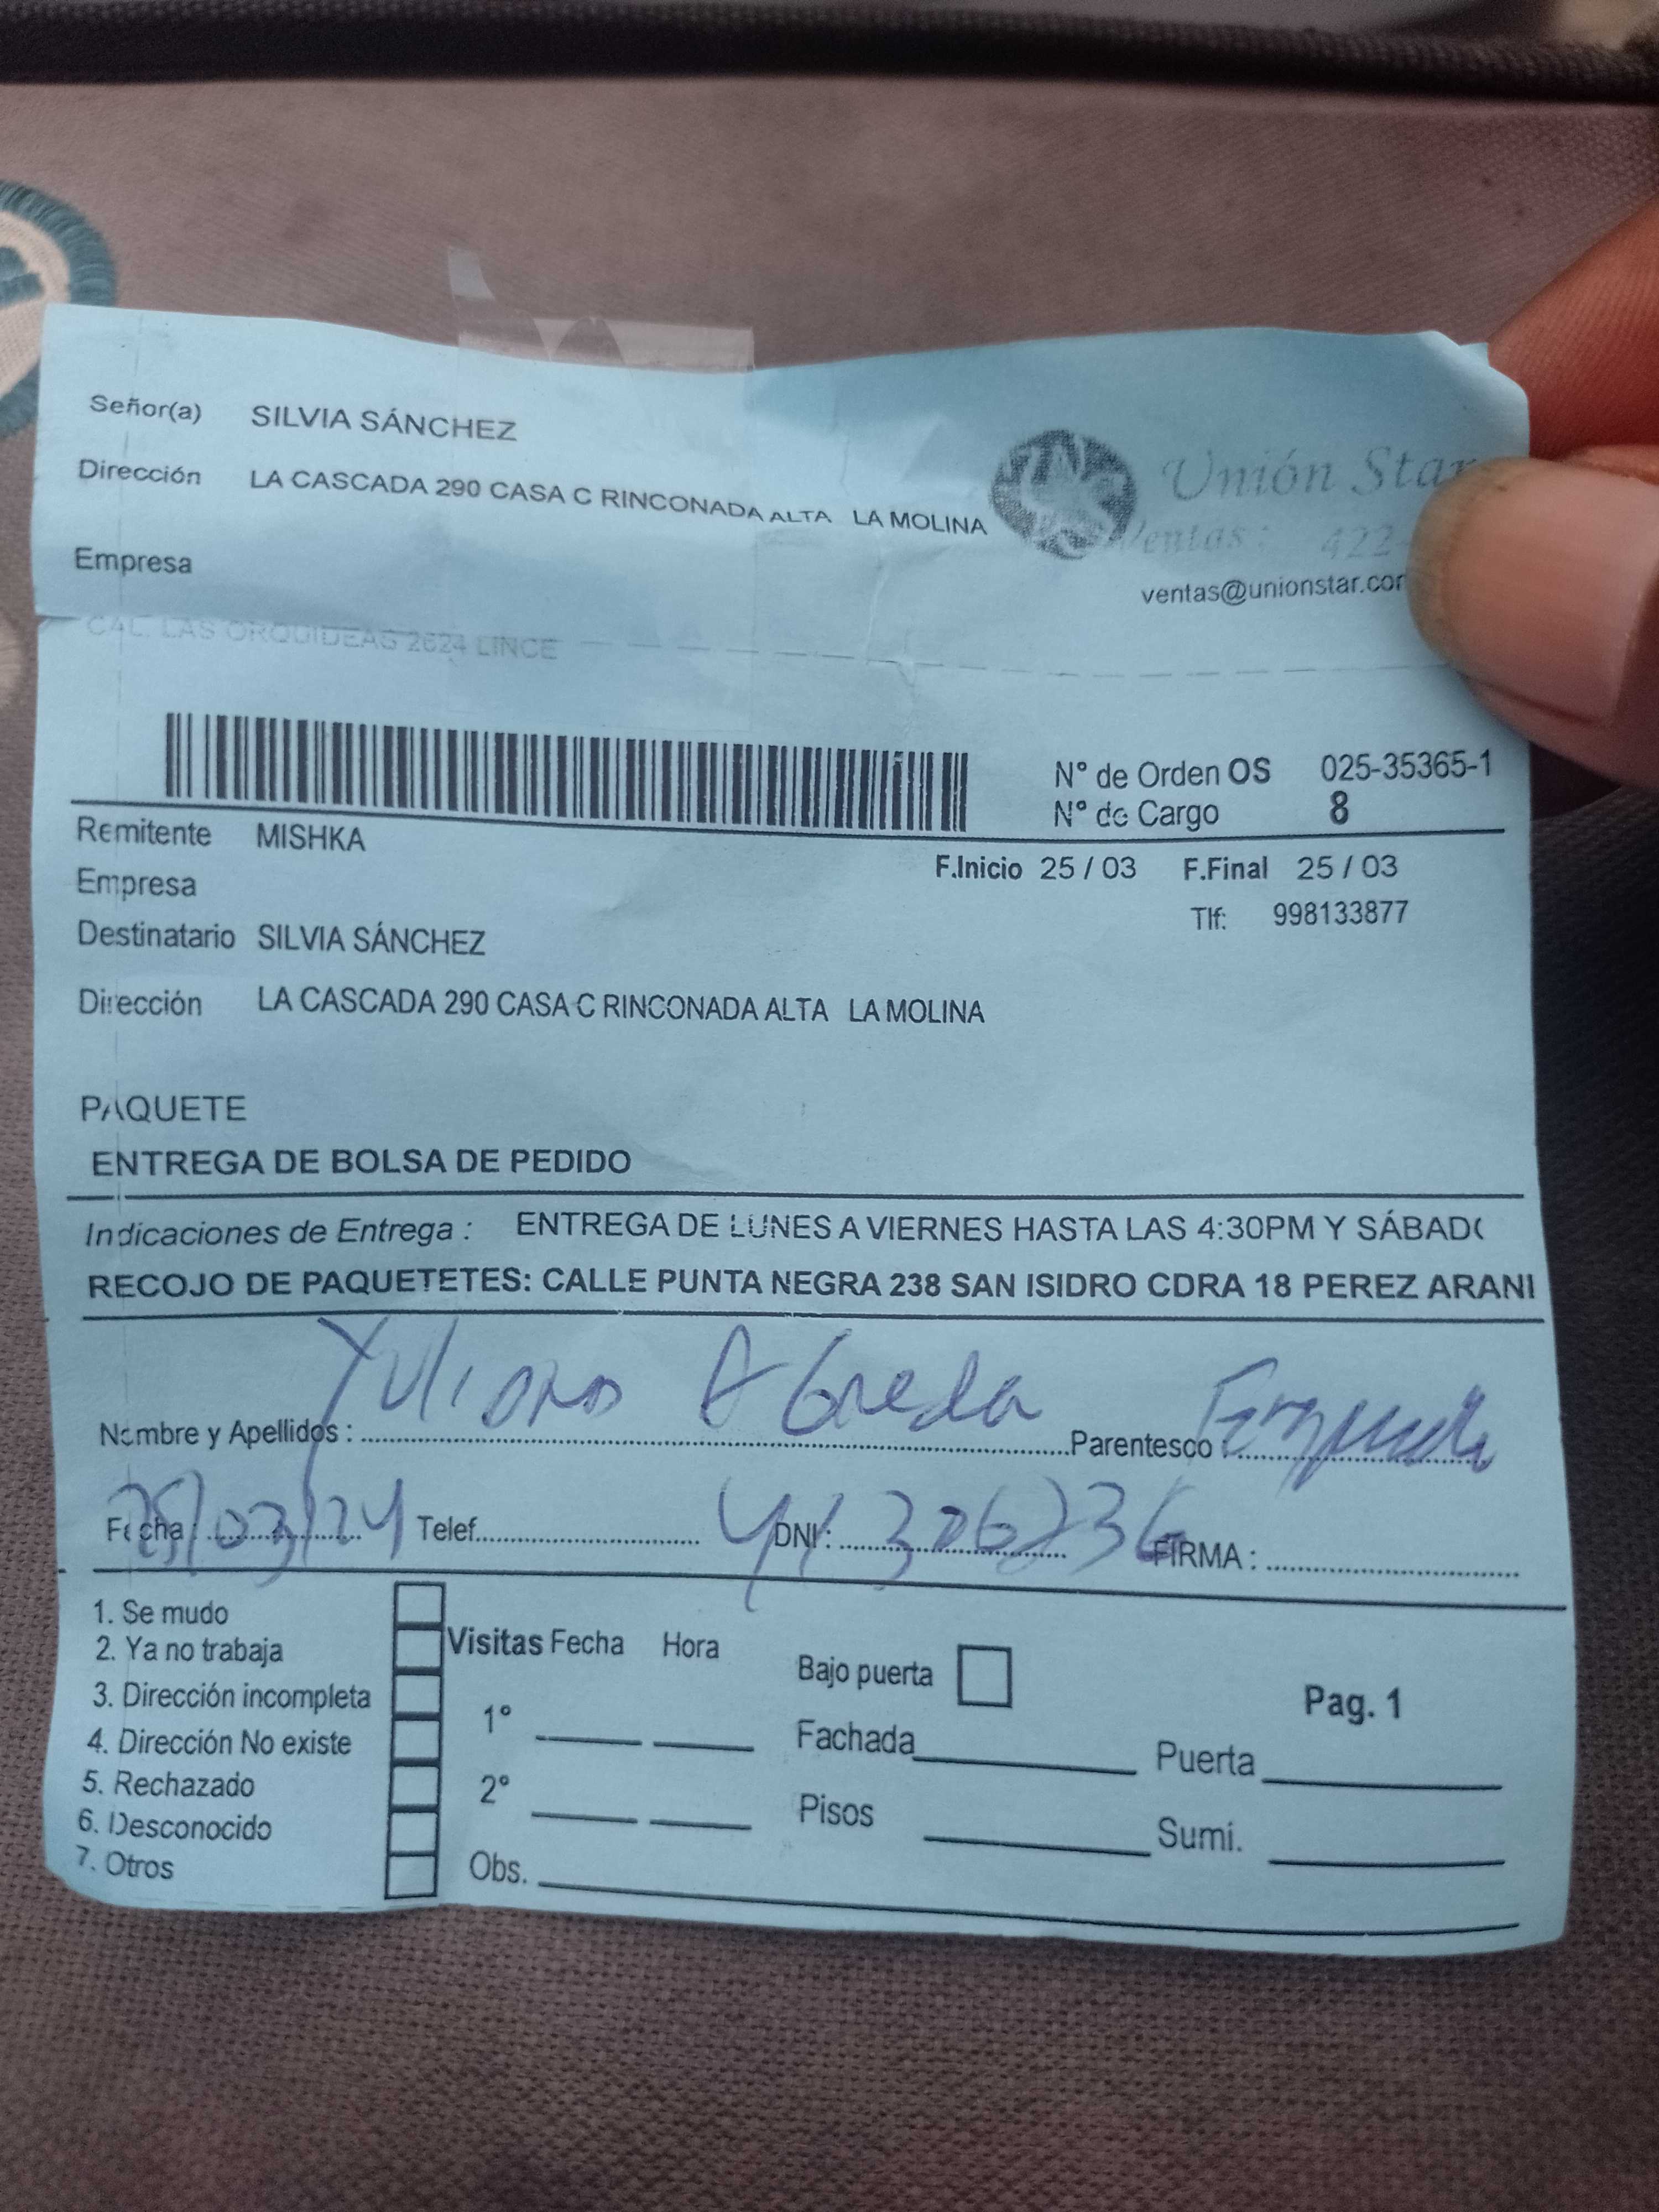 Señor(a) SILVIA SÁNCHEZ
Dirección LA CASCADA 290 CASA C RINCONADA ALTA LA MOLINA
Unión Star
Ventas: 422
ventas@unionstar.com
Empresa
CAL. LAS ORQUIDEAS 2624 LINCE
N° de Orden OS 025-35365-1
N° de Cargo 8
Remitente MISHKA
F.Inicio 25 / 03 F.Final 25 / 03
Empresa
Tlf: 998133877
Destinatario SILVIA SÁNCHEZ
Dirección LA CASCADA 290 CASA C RINCONADA ALTA LA MOLINA
PAQUETE
ENTREGA DE BOLSA DE PEDIDO
Indicaciones de Entrega : ENTREGA DE LUNES A VIERNES HASTA LAS 4:30PM Y SÁBADO
RECOJO DE PAQUETETES: CALLE PUNTA NEGRA 238 SAN ISIDRO CDRA 18 PEREZ ARANI
Nombre y Apellidos : Parentesco :
Fecha : 25/03/24 Telef. DNI: FIRMA :
1. Se mudo
2. Ya no trabaja
3. Dirección incompleta
4. Dirección No existe
5. Rechazado
6. Desconocido
7. Otros
Visitas Fecha Hora
1°
2°
Obs.
Bajo puerta
Fachada
Pisos
Pag. 1
Puerta
Sumi.